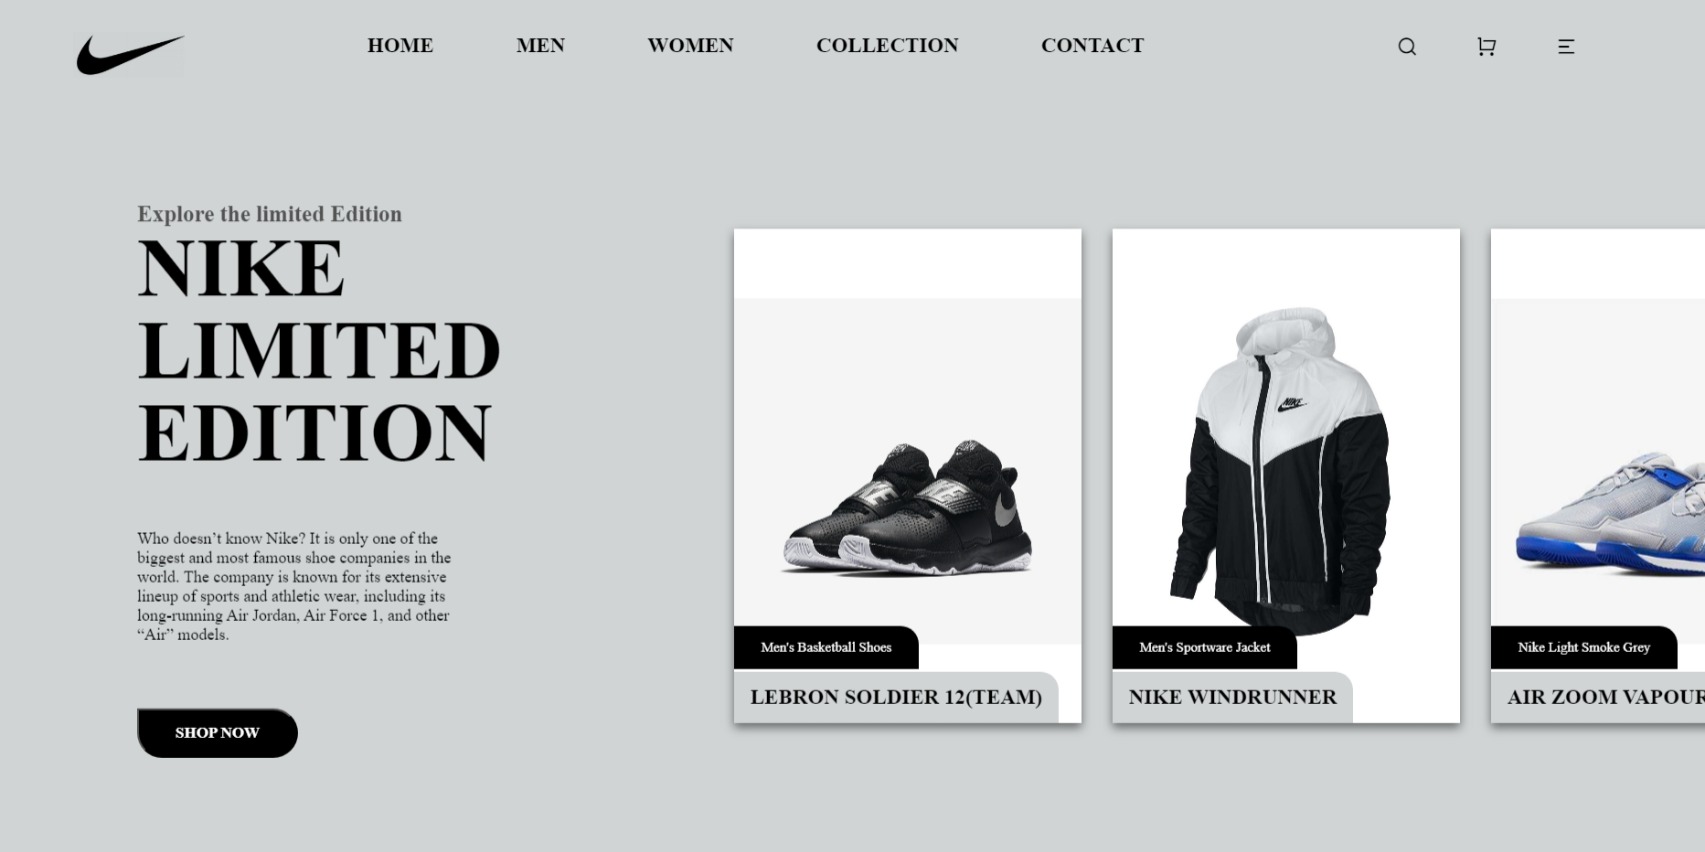 HOME MEN WOMEN COLLECTION CONTACT
Explore the limited Edition
NIKE
LIMITED
EDITION
Who doesn’t know Nike? It is only one of the
biggest and most famous shoe companies in the
world. The company is known for its extensive
lineup of sports and athletic wear, including its
long-running Air Jordan, Air Force 1, and other
“Air” models.
SHOP NOW
NIKE
Men's Basketball Shoes
LEBRON SOLDIER 12(TEAM)
NIKE
Men's Sportware Jacket
NIKE WINDRUNNER
Nike Light Smoke Grey
AIR ZOOM VAPOUR